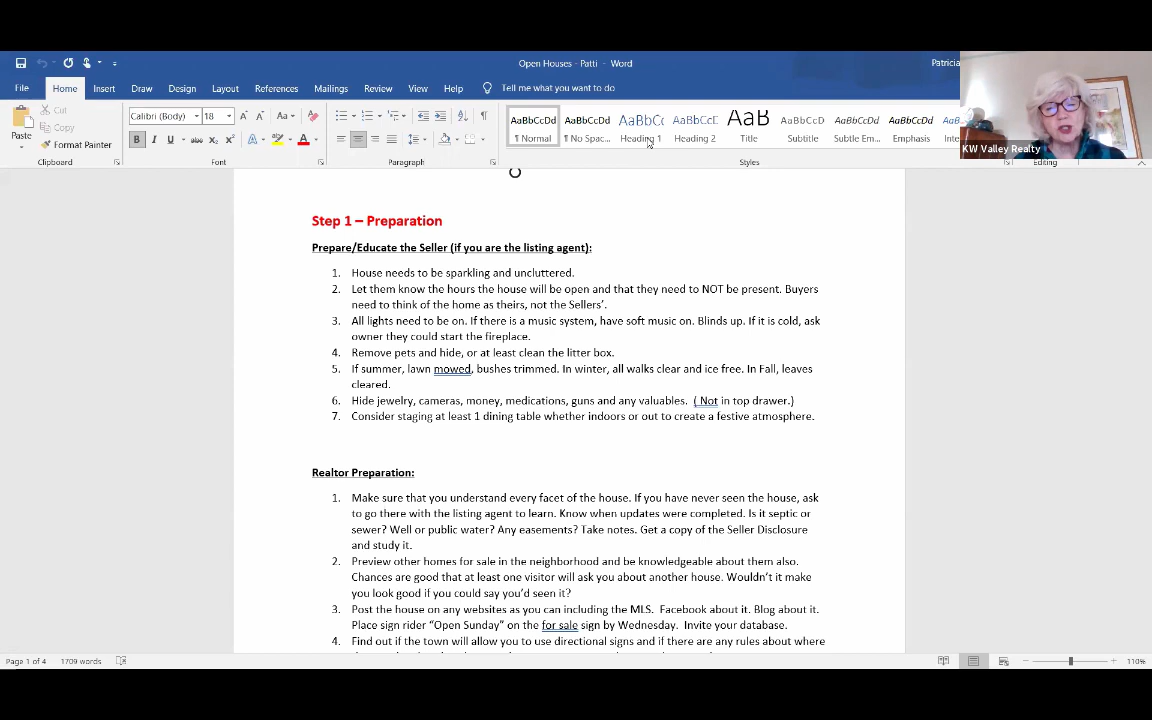 Open Houses - Patti - Word
Patricia
File Home Insert Draw Design Layout References Mailings Review View Help Tell me what you want to do
Paste
Cut
Copy
Format Painter
Clipboard
Calibri (Body) 18
Font
Paragraph
AaBbCcDd AaBbCcDd AaBbCc AaBbCcC AaB AaBbCcD AaBbCcDd AaBbCcDd AaBb
¶ Normal ¶ No Spac... Heading 1 Heading 2 Title Subtitle Subtle Em... Emphasis
Styles
Editing
KW Valley Realty
Step 1 – Preparation
Prepare/Educate the Seller (if you are the listing agent):
1. House needs to be sparkling and uncluttered.
2. Let them know the hours the house will be open and that they need to NOT be present. Buyers
need to think of the home as theirs, not the Sellers’.
3. All lights need to be on. If there is a music system, have soft music on. Blinds up. If it is cold, ask
owner they could start the fireplace.
4. Remove pets and hide, or at least clean the litter box.
5. If summer, lawn mowed, bushes trimmed. In winter, all walks clear and ice free. In Fall, leaves
cleared.
6. Hide jewelry, cameras, money, medications, guns and any valuables. ( Not in top drawer.)
7. Consider staging at least 1 dining table whether indoors or out to create a festive atmosphere.
Realtor Preparation:
1. Make sure that you understand every facet of the house. If you have never seen the house, ask
to go there with the listing agent to learn. Know when updates were completed. Is it septic or
sewer? Well or public water? Any easements? Take notes. Get a copy of the Seller Disclosure
and study it.
2. Preview other homes for sale in the neighborhood and be knowledgeable about them also.
Chances are good that at least one visitor will ask you about another house. Wouldn’t it make
you look good if you could say you’d seen it?
3. Post the house on any websites as you can including the MLS. Facebook about it. Blog about it.
Place sign rider “Open Sunday” on the for sale sign by Wednesday. Invite your database.
4. Find out if the town will allow you to use directional signs and if there are any rules about where
Page 1 of 4 1709 words
110%